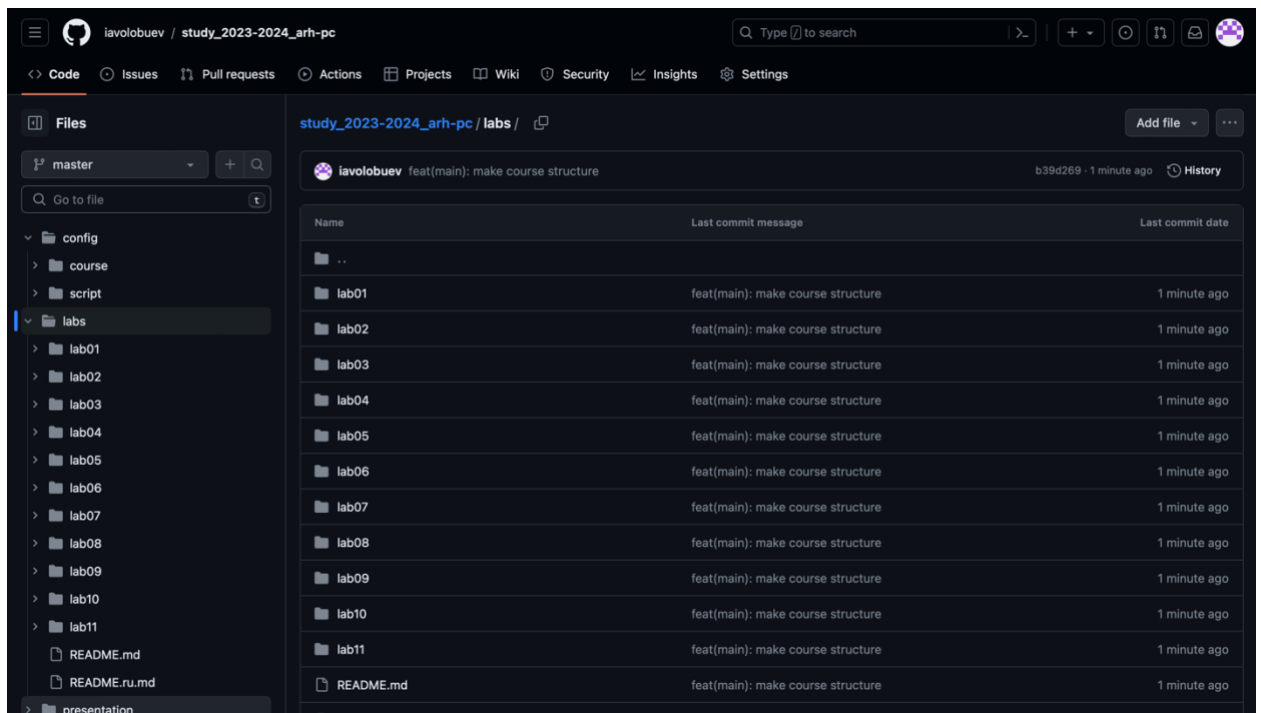 iavolobuev / study_2023-2024_arh-pc
Type / to search
Code Issues Pull requests Actions Projects Wiki Security Insights Settings
Files
master
Go to file t
config
course
script
labs
lab01
lab02
lab03
lab04
lab05
lab06
lab07
lab08
lab09
lab10
lab11
README.md
README.ru.md
presentation
study_2023-2024_arh-pc / labs /
Add file
iavolobuev feat(main): make course structure b39d269 · 1 minute ago History
Name Last commit message Last commit date
..
lab01 feat(main): make course structure 1 minute ago
lab02 feat(main): make course structure 1 minute ago
lab03 feat(main): make course structure 1 minute ago
lab04 feat(main): make course structure 1 minute ago
lab05 feat(main): make course structure 1 minute ago
lab06 feat(main): make course structure 1 minute ago
lab07 feat(main): make course structure 1 minute ago
lab08 feat(main): make course structure 1 minute ago
lab09 feat(main): make course structure 1 minute ago
lab10 feat(main): make course structure 1 minute ago
lab11 feat(main): make course structure 1 minute ago
README.md feat(main): make course structure 1 minute ago